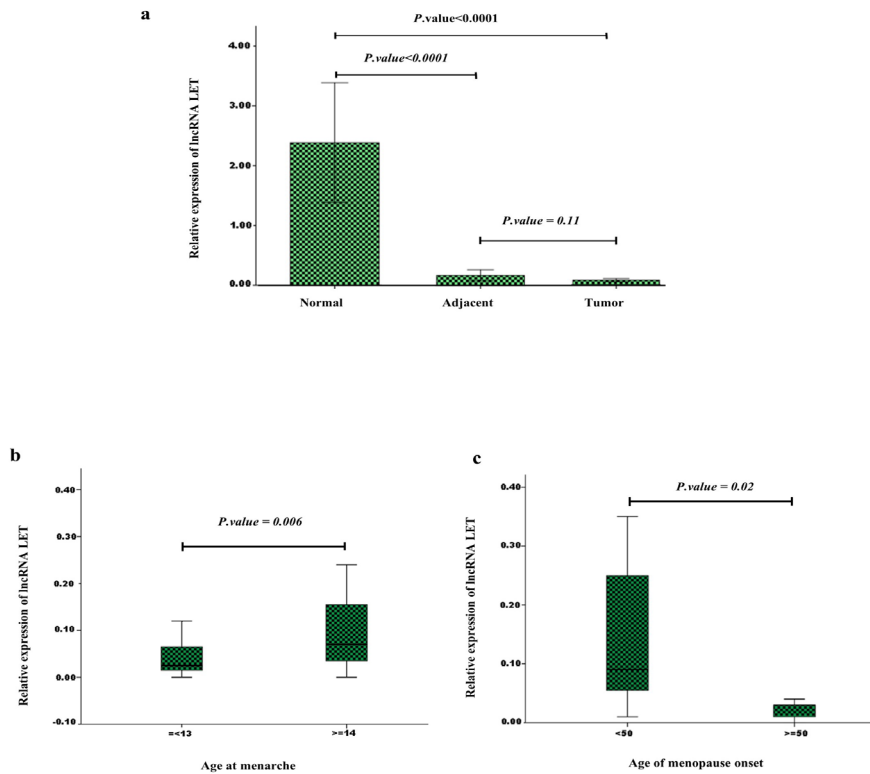 a
P.value<0.0001
P.value<0.0001
P.value = 0.11
Relative expression of lncRNA LET
4.00
3.00
2.00
1.00
0.00
Normal Adjacent Tumor
b
P.value = 0.006
Relative expression of lncRNA LET
0.40
0.30
0.20
0.10
0.00
-0.10
=<13 >=14
Age at menarche
c
P.value = 0.02
Relative expression of lncRNA LET
0.40
0.30
0.20
0.10
0.00
<50 >=50
Age of menopause onset